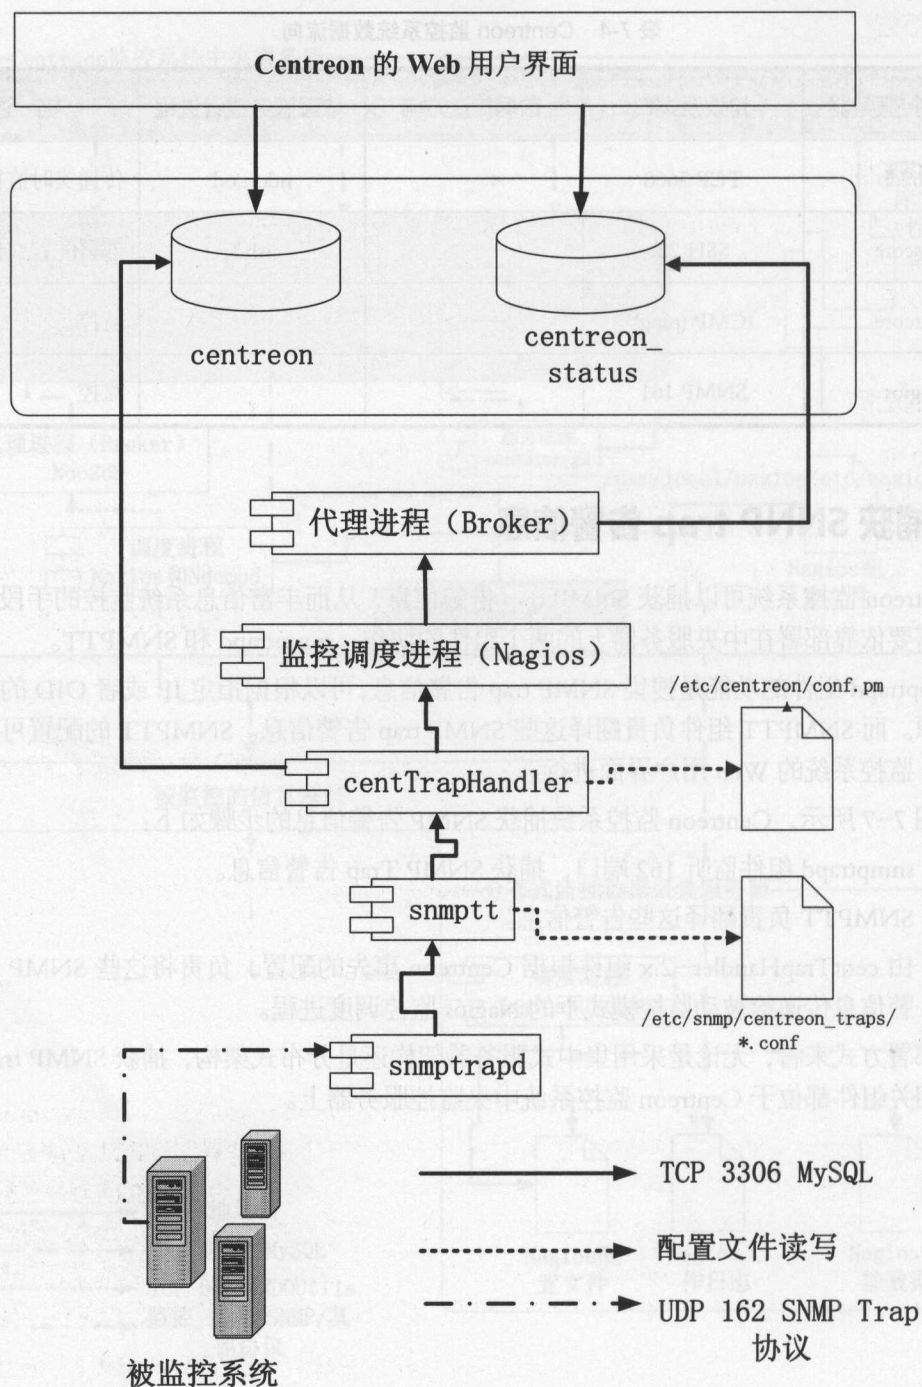 Centreon 的 Web 用户界面
centreon
centreon_
status
代理进程（Broker）
监控调度进程（Nagios）
/etc/centreon/conf.pm
centTrapHandler
snmptt
/etc/snmp/centreon_traps/
*.conf
snmptrapd
TCP 3306 MySQL
配置文件读写
UDP 162 SNMP Trap
协议
被监控系统